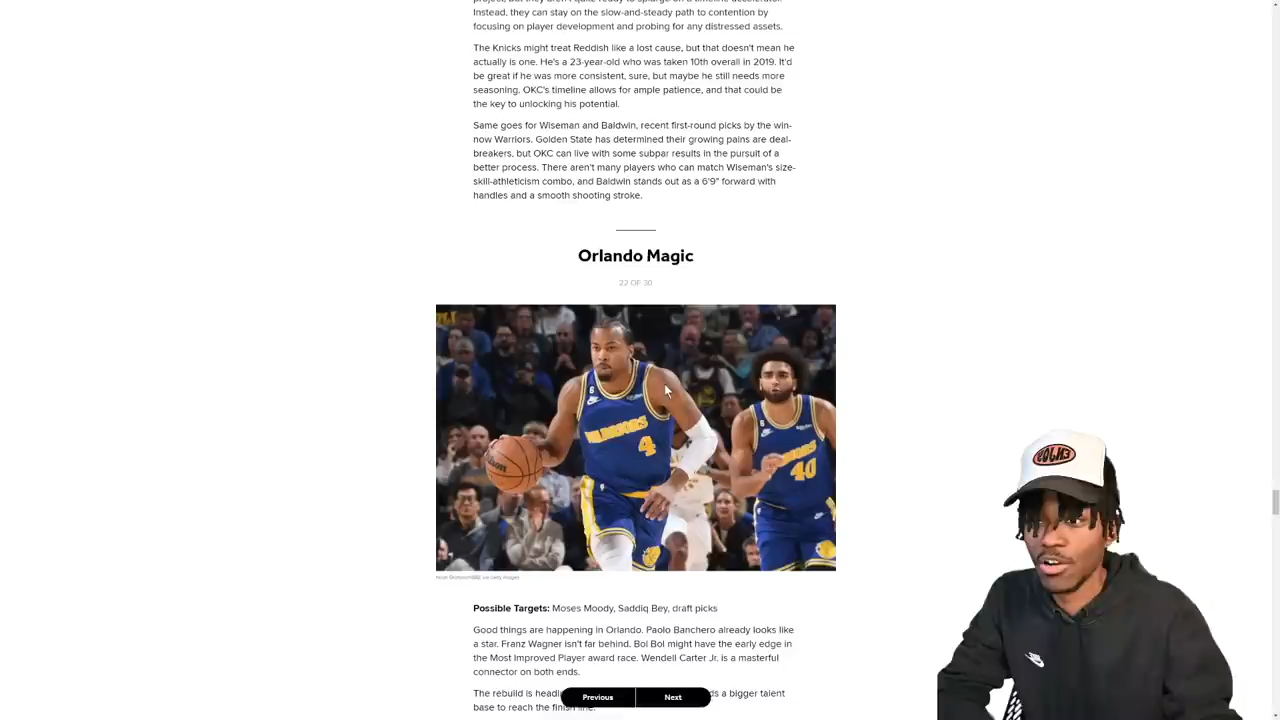 Instead, they can stay on the slow-and-steady path to contention by
focusing on player development and probing for any distressed assets.
The Knicks might treat Reddish like a lost cause, but that doesn't mean he
actually is one. He's a 23-year-old who was taken 10th overall in 2019. It'd
be great if he was more consistent, sure, but maybe he still needs more
seasoning. OKC's timeline allows for ample patience, and that could be
the key to unlocking his potential.
Same goes for Wiseman and Baldwin, recent first-round picks by the win-
now Warriors. Golden State has determined their growing pains are deal-
breakers, but OKC can live with some subpar results in the pursuit of a
better process. There aren't many players who can match Wiseman's size-
skill-athleticism combo, and Baldwin stands out as a 6'9" forward with
handles and a smooth shooting stroke.
Orlando Magic
22 OF 30
WARRIORS
4
6
40
6
via Getty Images
Possible Targets: Moses Moody, Saddiq Bey, draft picks
Good things are happening in Orlando. Paolo Banchero already looks like
a star. Franz Wagner isn't far behind. Bol Bol might have the early edge in
the Most Improved Player award race. Wendell Carter Jr. is a masterful
connector on both ends.
The rebuild is a bigger talent
base to reach the finish line.
Previous
Next